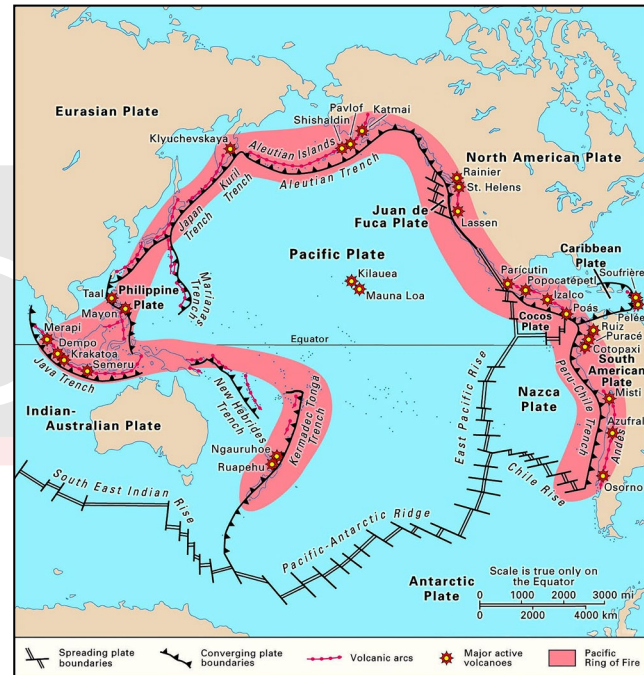 Eurasian Plate
Pavlof
Katmai
Shishaldin
Klyuchevskaya
Aleutian Islands
Aleutian Trench
Kuril
Trench
Japan
Trench
North American Plate
Rainier
St. Helens
Lassen
Juan de
Fuca Plate
Pacific Plate
Kilauea
Mauna Loa
Caribbean
Plate
Soufrière
Parícutin
Popocatépetl
Izalco
Poás
Pelée
Cocos
Plate
Ruiz
Puracé
Cotopaxi
South
American
Plate
Misti
Azufral
Andes
Osorno
Peru-Chile Trench
Nazca
Plate
Chile Rise
East Pacific Rise
Taal
Philippine
Plate
Mayon
Marianas
Trench
Merapi
Dempo
Krakatoa
Semeru
Java Trench
Equator
Indian-
Australian Plate
New Hebrides
Trench
Kermadec-Tonga
Trench
Ngauruhoe
Ruapehu
South East Indian
Rise
Pacific-Antarctic Ridge
Antarctic
Plate
Scale is true only on
the Equator
0 1000 2000 3000 mi
0 2000 4000 km
Spreading plate
boundaries
Converging plate
boundaries
Volcanic arcs
Major active
volcanoes
Pacific
Ring of Fire